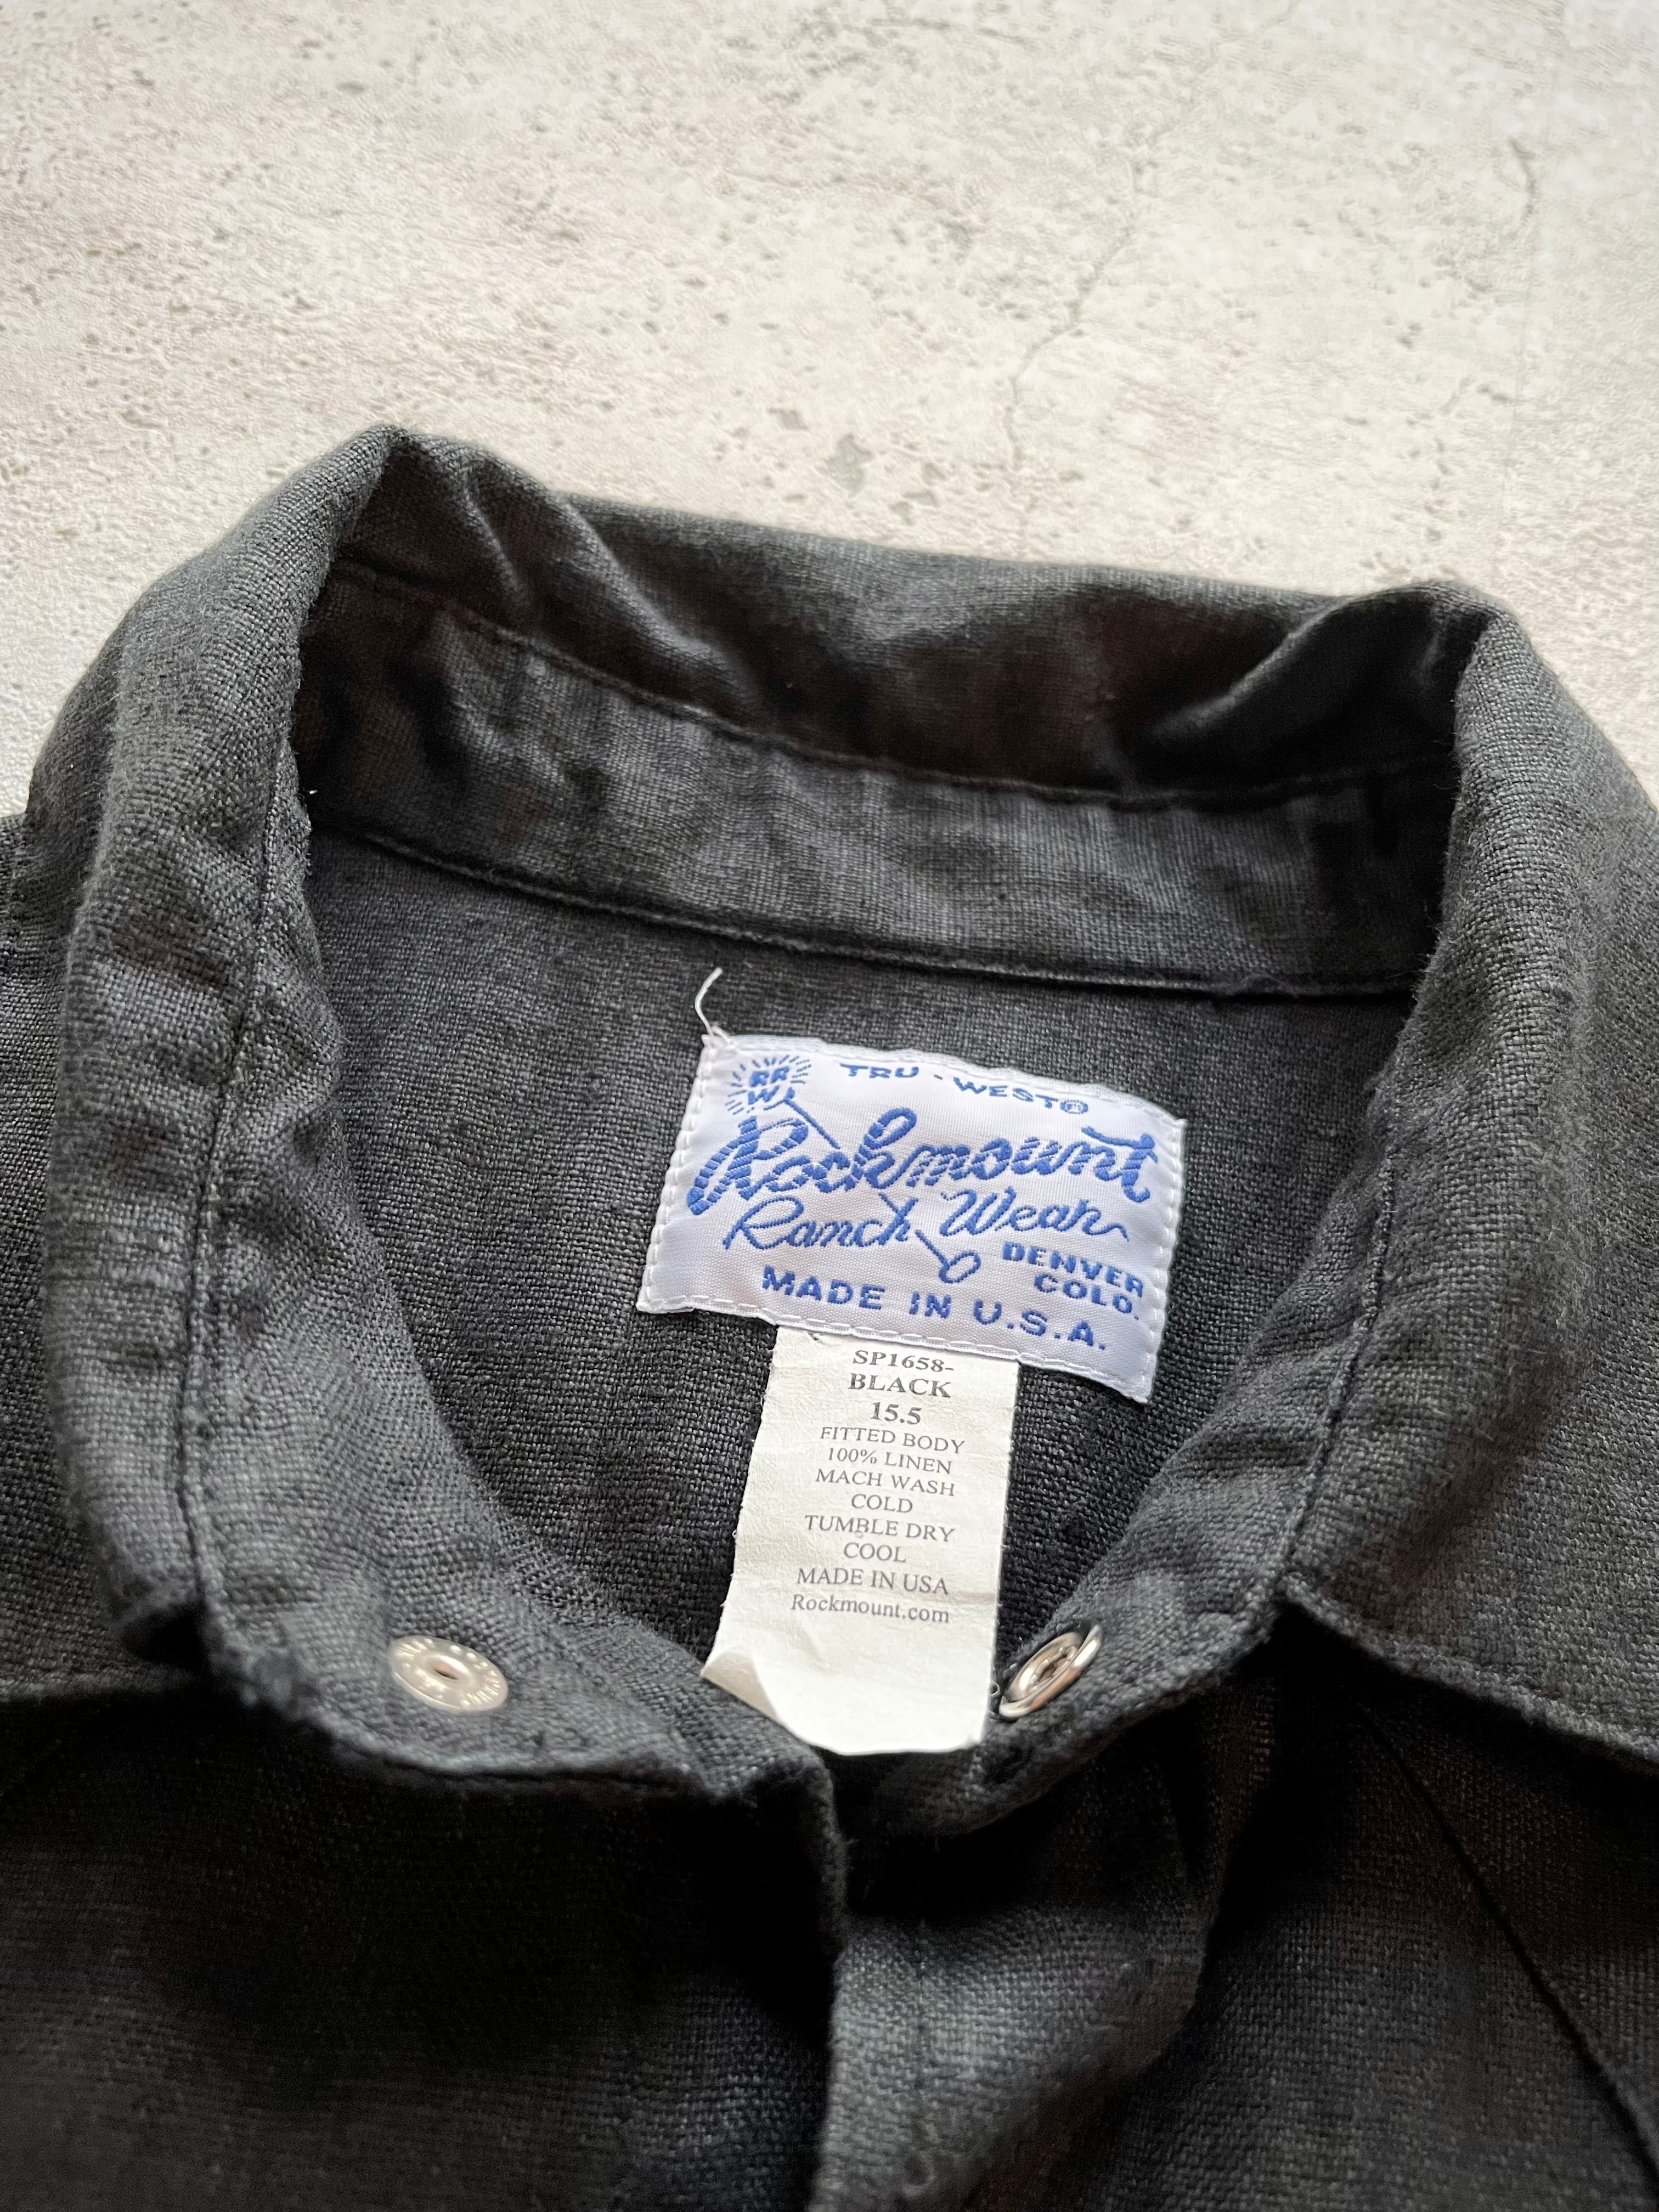 RR
W
TRU-WEST®
Rockmount
Ranch Wear
DENVER
COLO.
MADE IN U.S.A.
SP1658-
BLACK
15.5
FITTED BODY
100% LINEN
MACH WASH
COLD
TUMBLE DRY
COOL
MADE IN USA
Rockmount.com